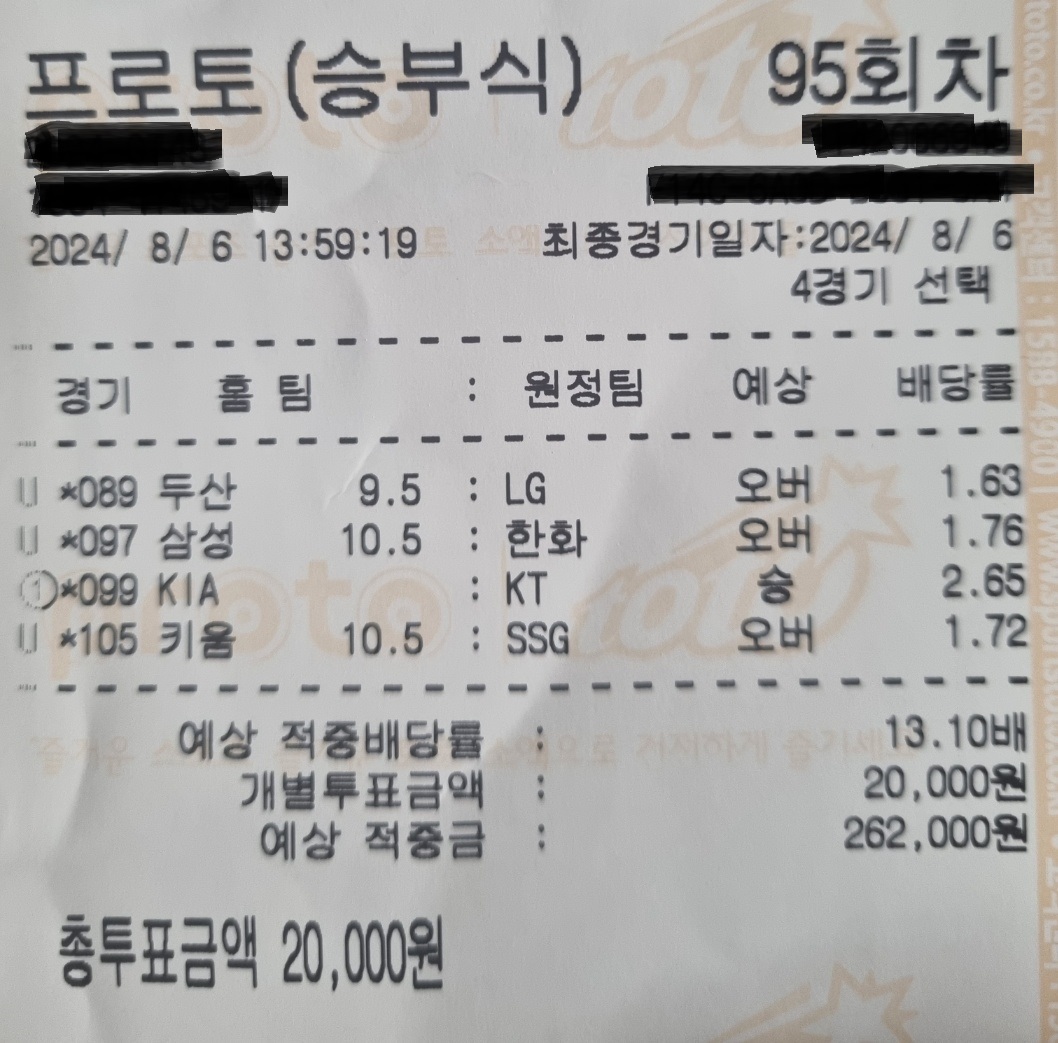 프로토(승부식) 95회차
2024/ 8/ 6 13:59:19 최종경기일자:2024/ 8/ 6
4경기 선택
경기 홈 팀 : 원정팀 예상 배당률
U *089 두산 9.5 : LG 오버 1.63
U *097 삼성 10.5 : 한화 오버 1.76
①*099 KIA : KT 승 2.65
U *105 키움 10.5 : SSG 오버 1.72
예상 적중배당률 : 13.10배
개별투표금액 : 20,000원
예상 적중금 : 262,000원
총투표금액 20,000원
proto toto
proto toto